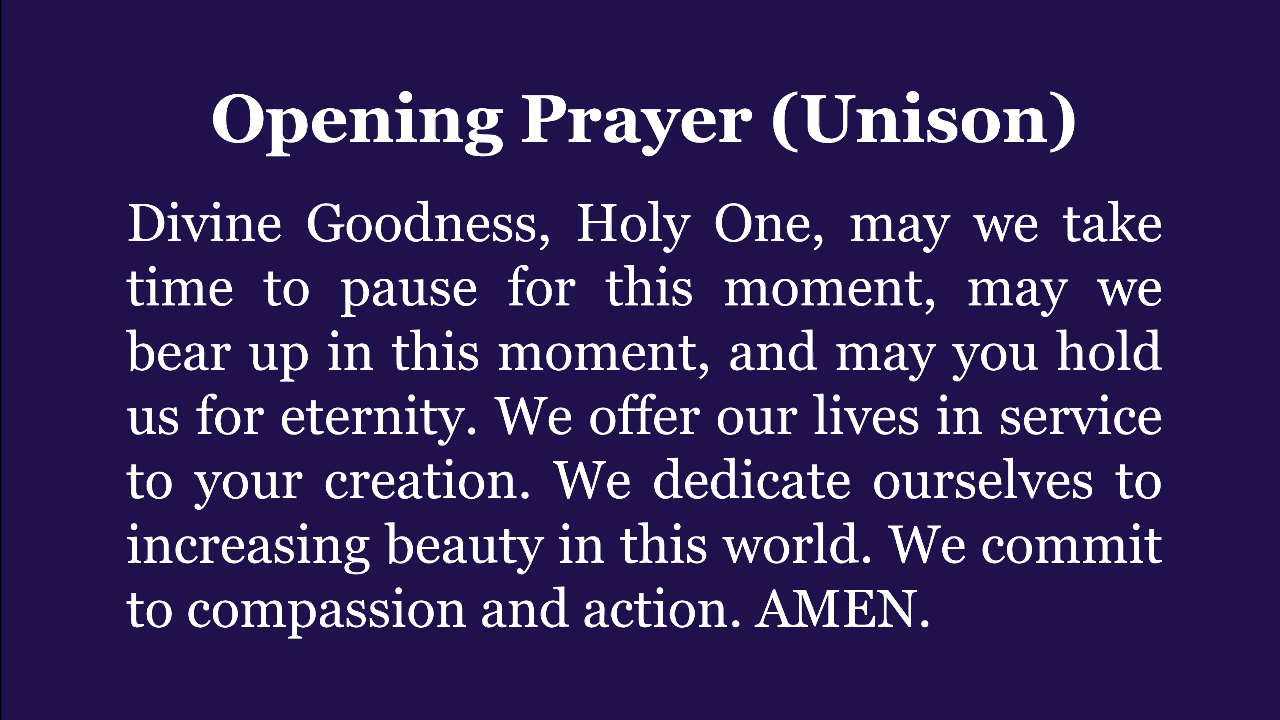 Opening Prayer (Unison)
Divine Goodness, Holy One, may we take
time to pause for this moment, may we
bear up in this moment, and may you hold
us for eternity. We offer our lives in service
to your creation. We dedicate ourselves to
increasing beauty in this world. We commit
to compassion and action. AMEN.